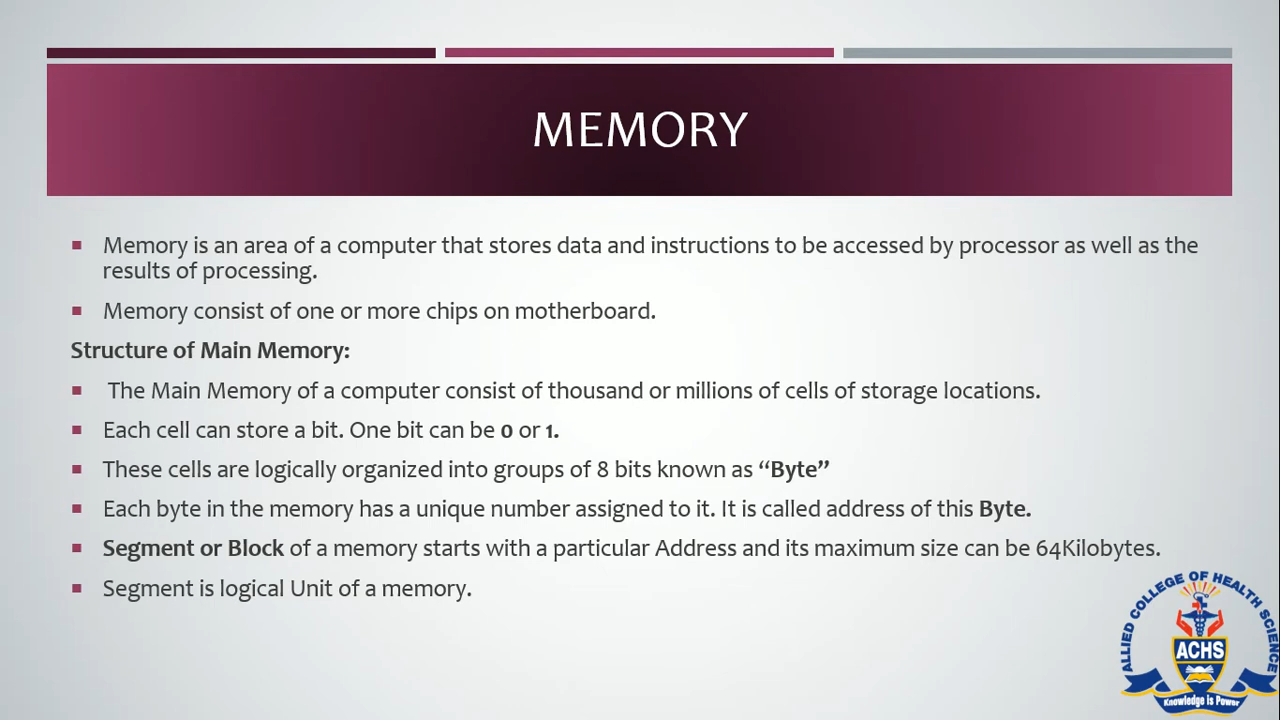 MEMORY
Memory is an area of a computer that stores data and instructions to be accessed by processor as well as the
results of processing.
Memory consist of one or more chips on motherboard.
Structure of Main Memory:
The Main Memory of a computer consist of thousand or millions of cells of storage locations.
Each cell can store a bit. One bit can be 0 or 1.
These cells are logically organized into groups of 8 bits known as “Byte”
Each byte in the memory has a unique number assigned to it. It is called address of this Byte.
Segment or Block of a memory starts with a particular Address and its maximum size can be 64Kilobytes.
Segment is logical Unit of a memory.
ALLIED COLLEGE OF HEALTH SCIENCE
ACHS
Knowledge is Power